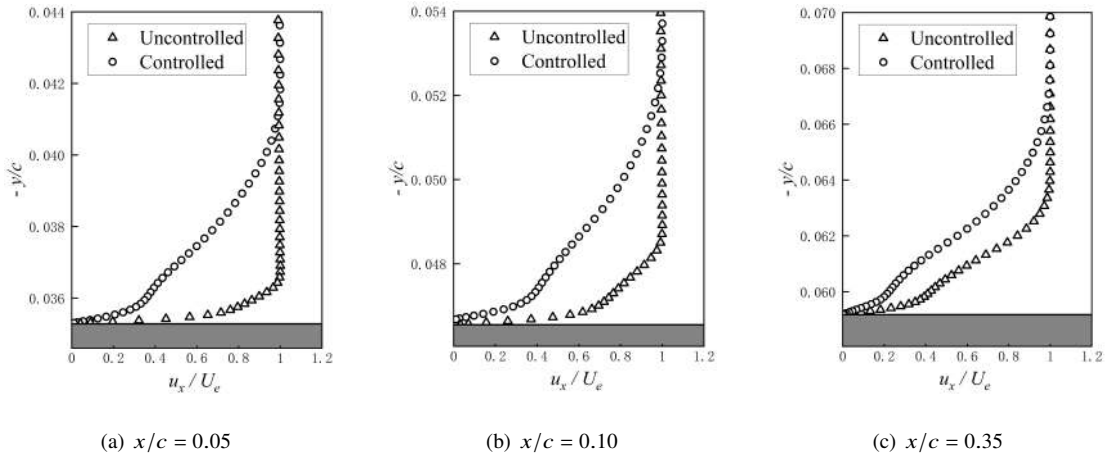 0.044
0.042
0.040
0.038
0.036
- y/c
Uncontrolled
Controlled
0 0.2 0.4 0.6 0.8 1 1.2
u_x / U_e
(a) x/c = 0.05
0.054
0.052
0.050
0.048
- y/c
Uncontrolled
Controlled
0 0.2 0.4 0.6 0.8 1 1.2
u_x / U_e
(b) x/c = 0.10
0.070
0.068
0.066
0.064
0.062
0.060
- y/c
Uncontrolled
Controlled
0 0.2 0.4 0.6 0.8 1 1.2
u_x / U_e
(c) x/c = 0.35